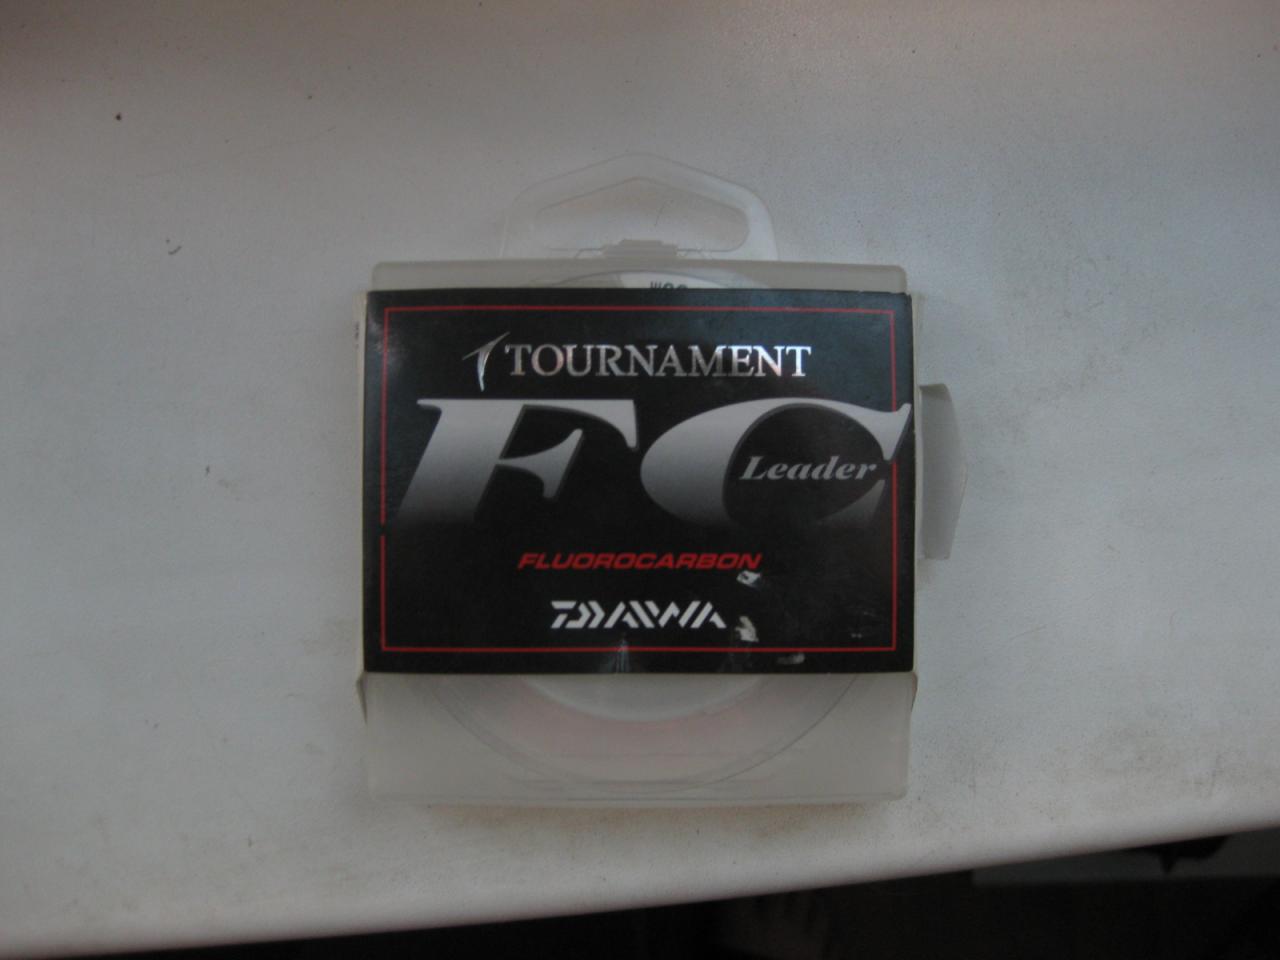 TOURNAMENT
FC
Leader
FLUOROCARBON
DAIWA